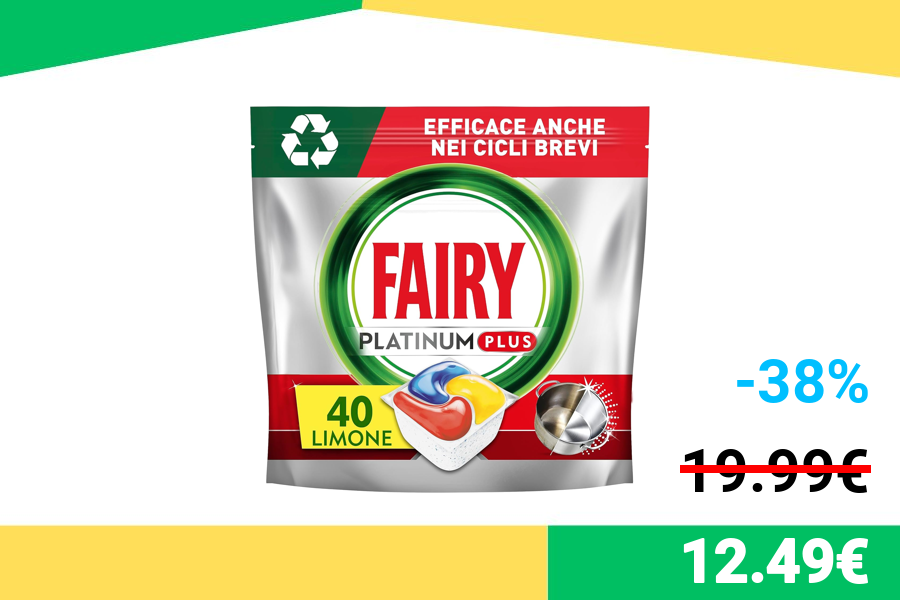 EFFICACE ANCHE
NEI CICLI BREVI
FAIRY
PLATINUM PLUS
40
LIMONE
-38%
19.99€
12.49€